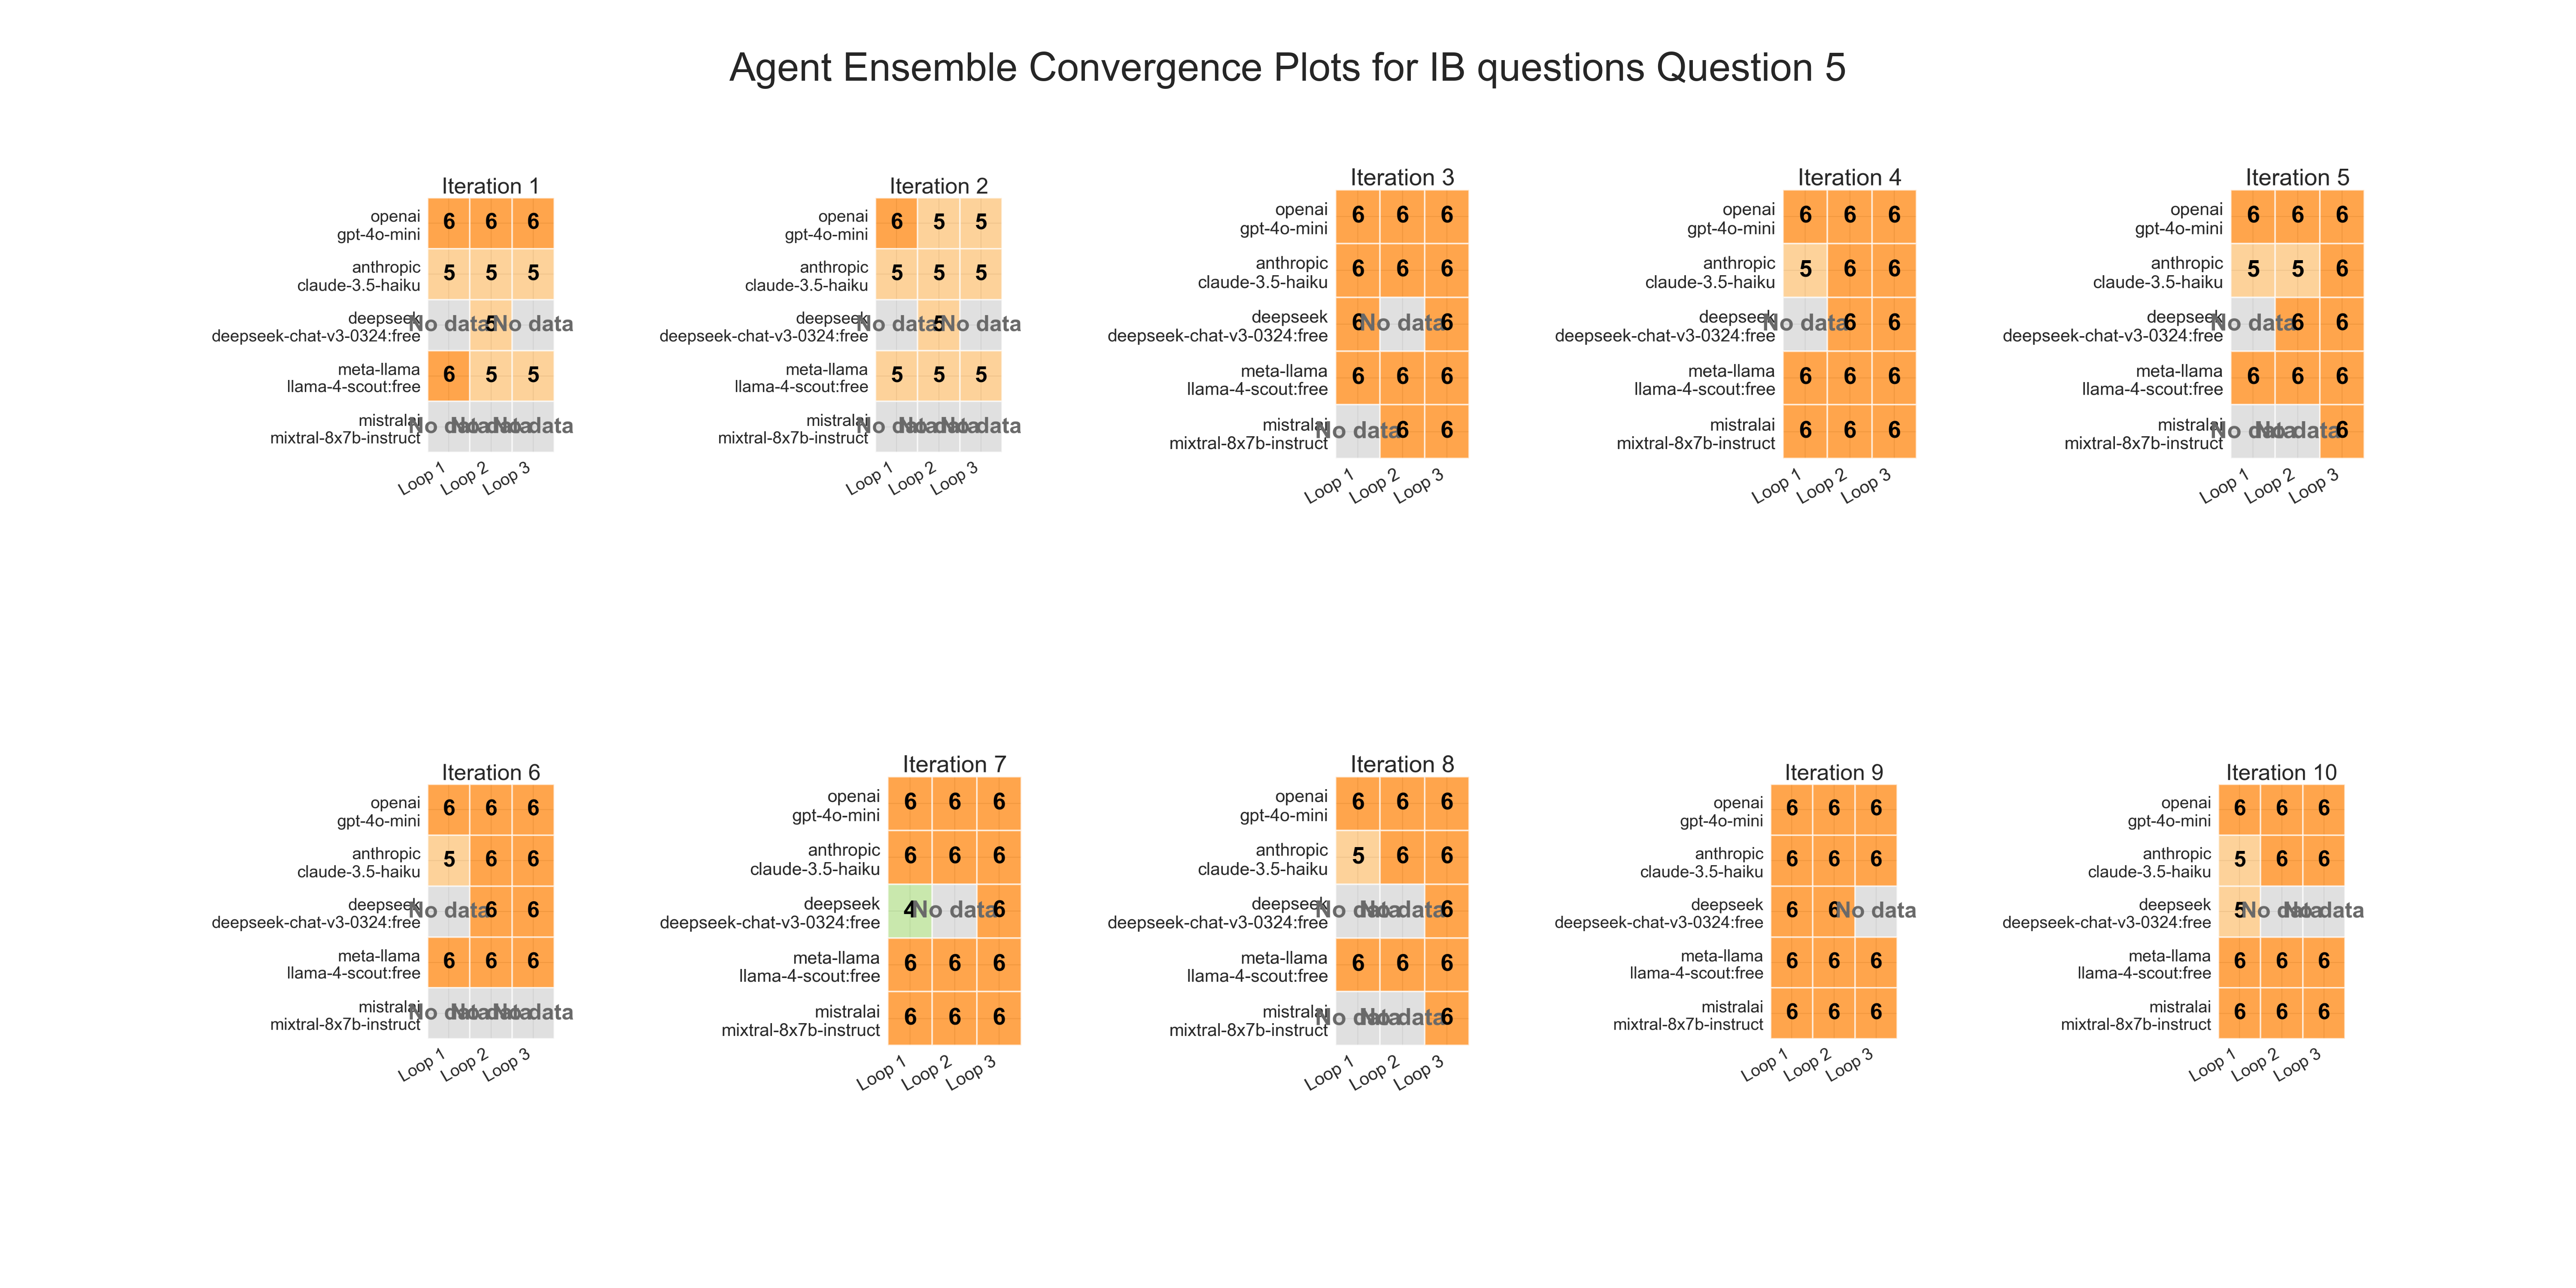 Agent Ensemble Convergence Plots for IB questions Question 5
Iteration 1
openai
gpt-4o-mini
6 6 6
anthropic
claude-3.5-haiku
5 5 5
deepseek
deepseek-chat-v3-0324:free
No data 5 No data
meta-llama
llama-4-scout:free
6 5 5
mistralai
mixtral-8x7b-instruct
No data No data No data
Loop 1 Loop 2 Loop 3
Iteration 2
openai
gpt-4o-mini
6 5 5
anthropic
claude-3.5-haiku
5 5 5
deepseek
deepseek-chat-v3-0324:free
No data 5 No data
meta-llama
llama-4-scout:free
5 5 5
mistralai
mixtral-8x7b-instruct
No data No data No data
Loop 1 Loop 2 Loop 3
Iteration 3
openai
gpt-4o-mini
6 6 6
anthropic
claude-3.5-haiku
6 6 6
deepseek
deepseek-chat-v3-0324:free
6 No data 6
meta-llama
llama-4-scout:free
6 6 6
mistralai
mixtral-8x7b-instruct
No data 6 6
Loop 1 Loop 2 Loop 3
Iteration 4
openai
gpt-4o-mini
6 6 6
anthropic
claude-3.5-haiku
5 6 6
deepseek
deepseek-chat-v3-0324:free
No data 6 6
meta-llama
llama-4-scout:free
6 6 6
mistralai
mixtral-8x7b-instruct
6 6 6
Loop 1 Loop 2 Loop 3
Iteration 5
openai
gpt-4o-mini
6 6 6
anthropic
claude-3.5-haiku
5 5 6
deepseek
deepseek-chat-v3-0324:free
No data 6 6
meta-llama
llama-4-scout:free
6 6 6
mistralai
mixtral-8x7b-instruct
No data No data 6
Loop 1 Loop 2 Loop 3
Iteration 6
openai
gpt-4o-mini
6 6 6
anthropic
claude-3.5-haiku
5 6 6
deepseek
deepseek-chat-v3-0324:free
No data 6 6
meta-llama
llama-4-scout:free
6 6 6
mistralai
mixtral-8x7b-instruct
No data No data No data
Loop 1 Loop 2 Loop 3
Iteration 7
openai
gpt-4o-mini
6 6 6
anthropic
claude-3.5-haiku
6 6 6
deepseek
deepseek-chat-v3-0324:free
4 No data 6
meta-llama
llama-4-scout:free
6 6 6
mistralai
mixtral-8x7b-instruct
6 6 6
Loop 1 Loop 2 Loop 3
Iteration 8
openai
gpt-4o-mini
6 6 6
anthropic
claude-3.5-haiku
5 6 6
deepseek
deepseek-chat-v3-0324:free
No data No data 6
meta-llama
llama-4-scout:free
6 6 6
mistralai
mixtral-8x7b-instruct
No data No data 6
Loop 1 Loop 2 Loop 3
Iteration 9
openai
gpt-4o-mini
6 6 6
anthropic
claude-3.5-haiku
6 6 6
deepseek
deepseek-chat-v3-0324:free
6 6 No data
meta-llama
llama-4-scout:free
6 6 6
mistralai
mixtral-8x7b-instruct
6 6 6
Loop 1 Loop 2 Loop 3
Iteration 10
openai
gpt-4o-mini
6 6 6
anthropic
claude-3.5-haiku
5 6 6
deepseek
deepseek-chat-v3-0324:free
5 No data No data
meta-llama
llama-4-scout:free
6 6 6
mistralai
mixtral-8x7b-instruct
6 6 6
Loop 1 Loop 2 Loop 3